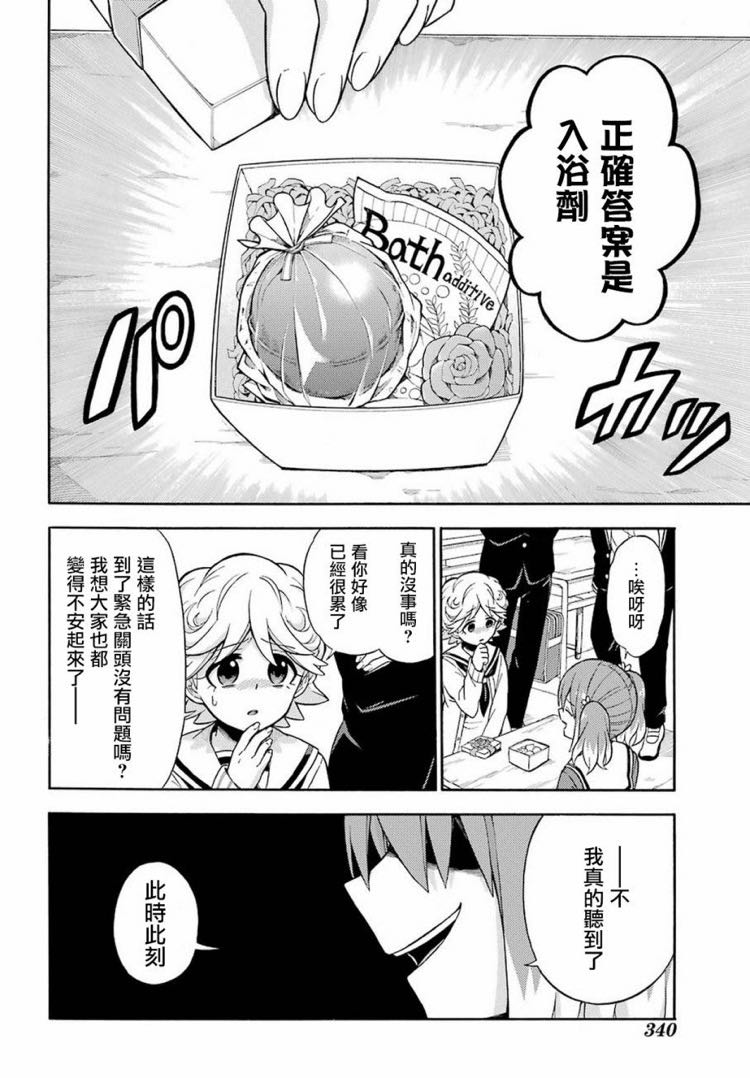 正確答案是
入浴劑
Bath
additive
パカッ
…唉呀呀
真的沒事嗎?
看你好像
已經很累了
這樣的話
到了緊急關頭沒有問題嗎?
我想大家也都
變得不安起來了——
——不
我真的聽到了
此時此刻
340